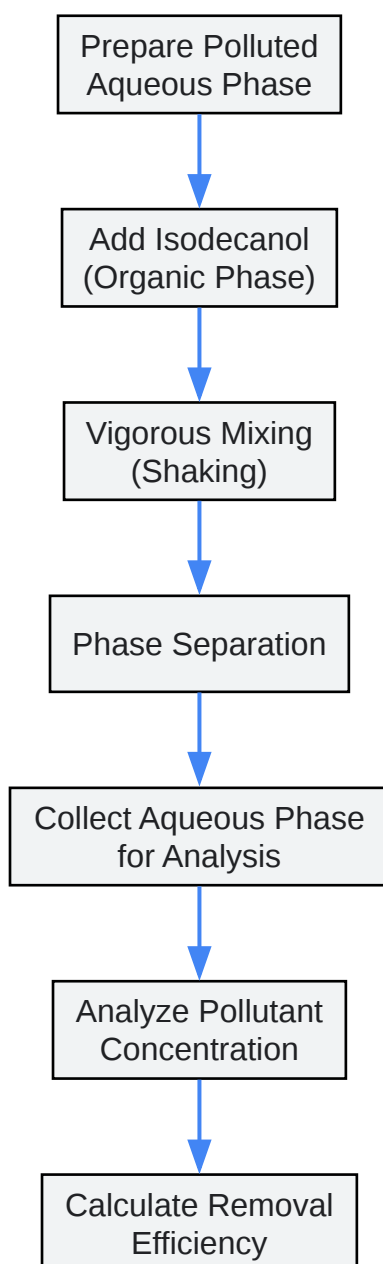 Prepare Polluted
Aqueous Phase
Add Isodecanol
(Organic Phase)
Vigorous Mixing
(Shaking)
Phase Separation
Collect Aqueous Phase
for Analysis
Analyze Pollutant
Concentration
Calculate Removal
Efficiency